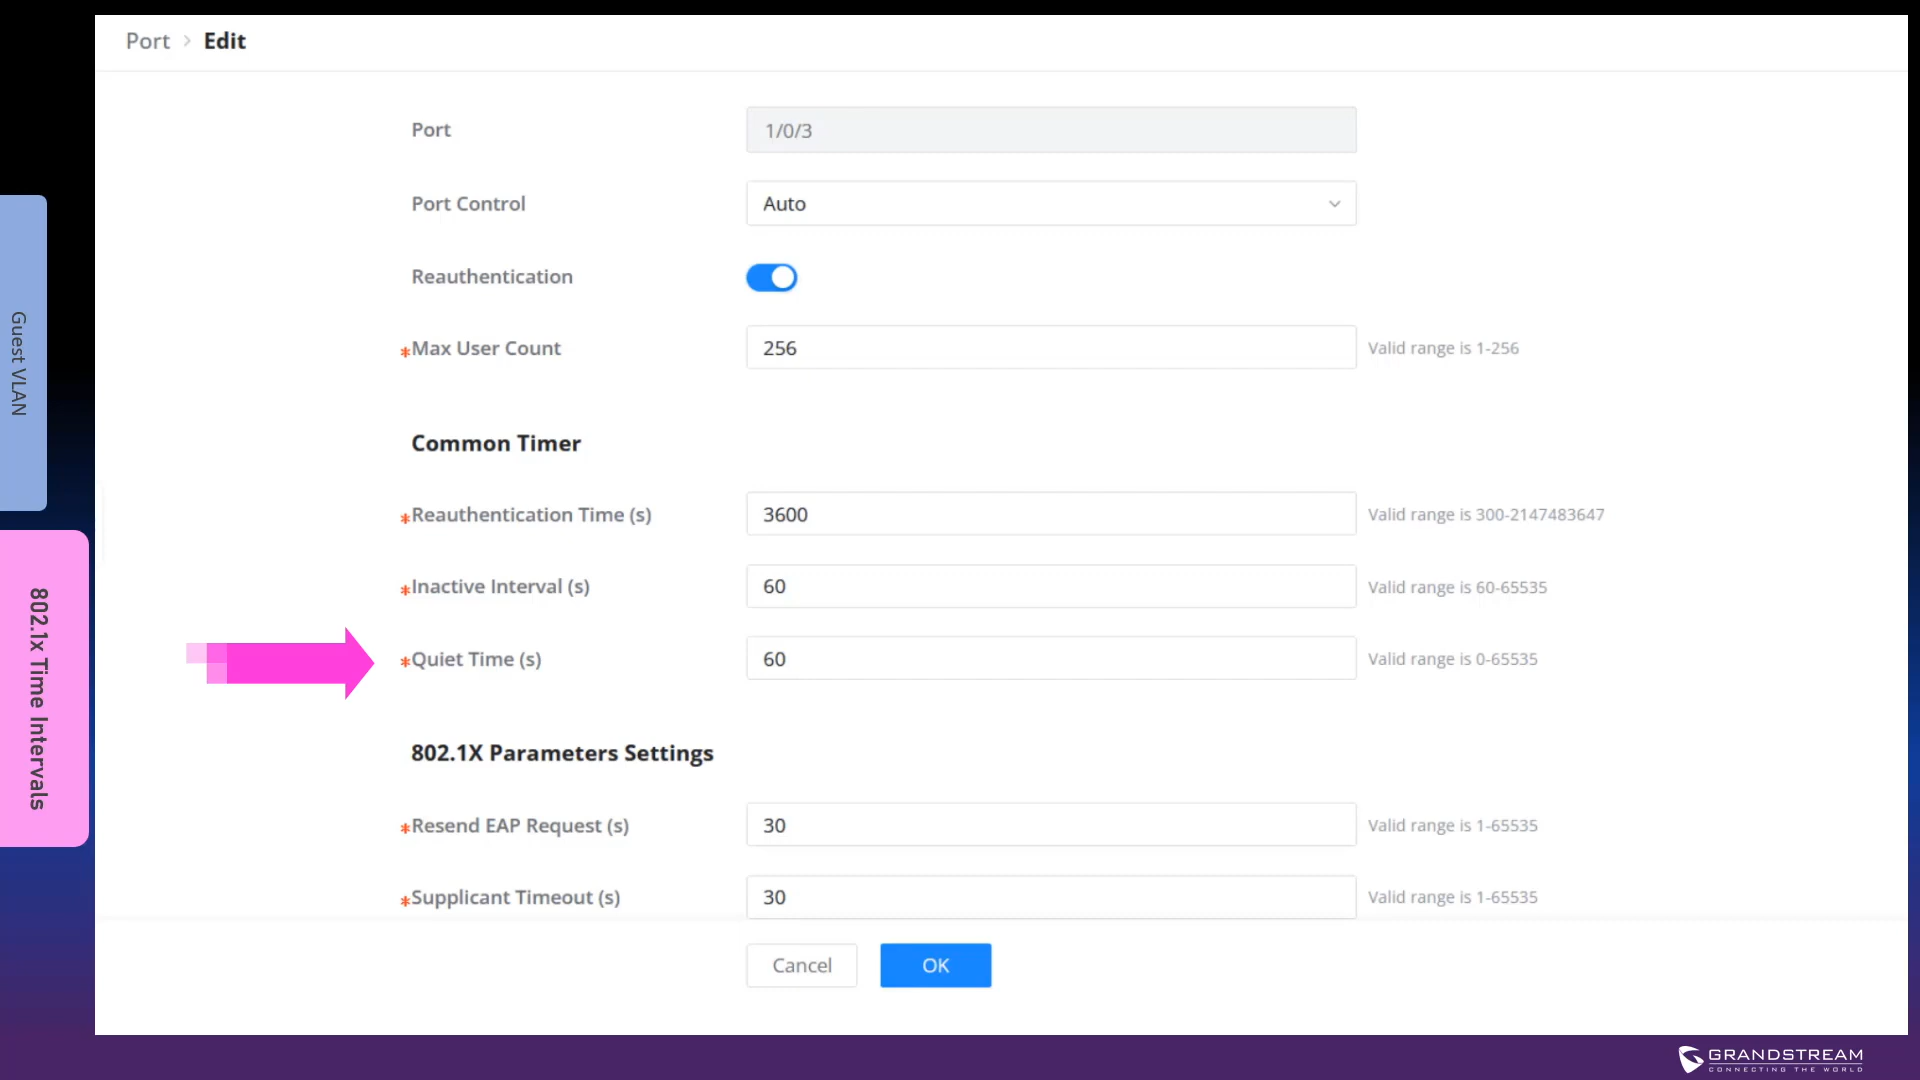 Port > Edit
Port 1/0/3
Port Control Auto
Reauthentication
*Max User Count 256 Valid range is 1-256
Common Timer
*Reauthentication Time (s) 3600 Valid range is 300-2147483647
*Inactive Interval (s) 60 Valid range is 60-65535
*Quiet Time (s) 60 Valid range is 0-65535
802.1X Parameters Settings
*Resend EAP Request (s) 30 Valid range is 1-65535
*Supplicant Timeout (s) 30 Valid range is 1-65535
Cancel OK
Guest VLAN
802.1x Time Intervals
GRANDSTREAM
CONNECTING THE WORLD